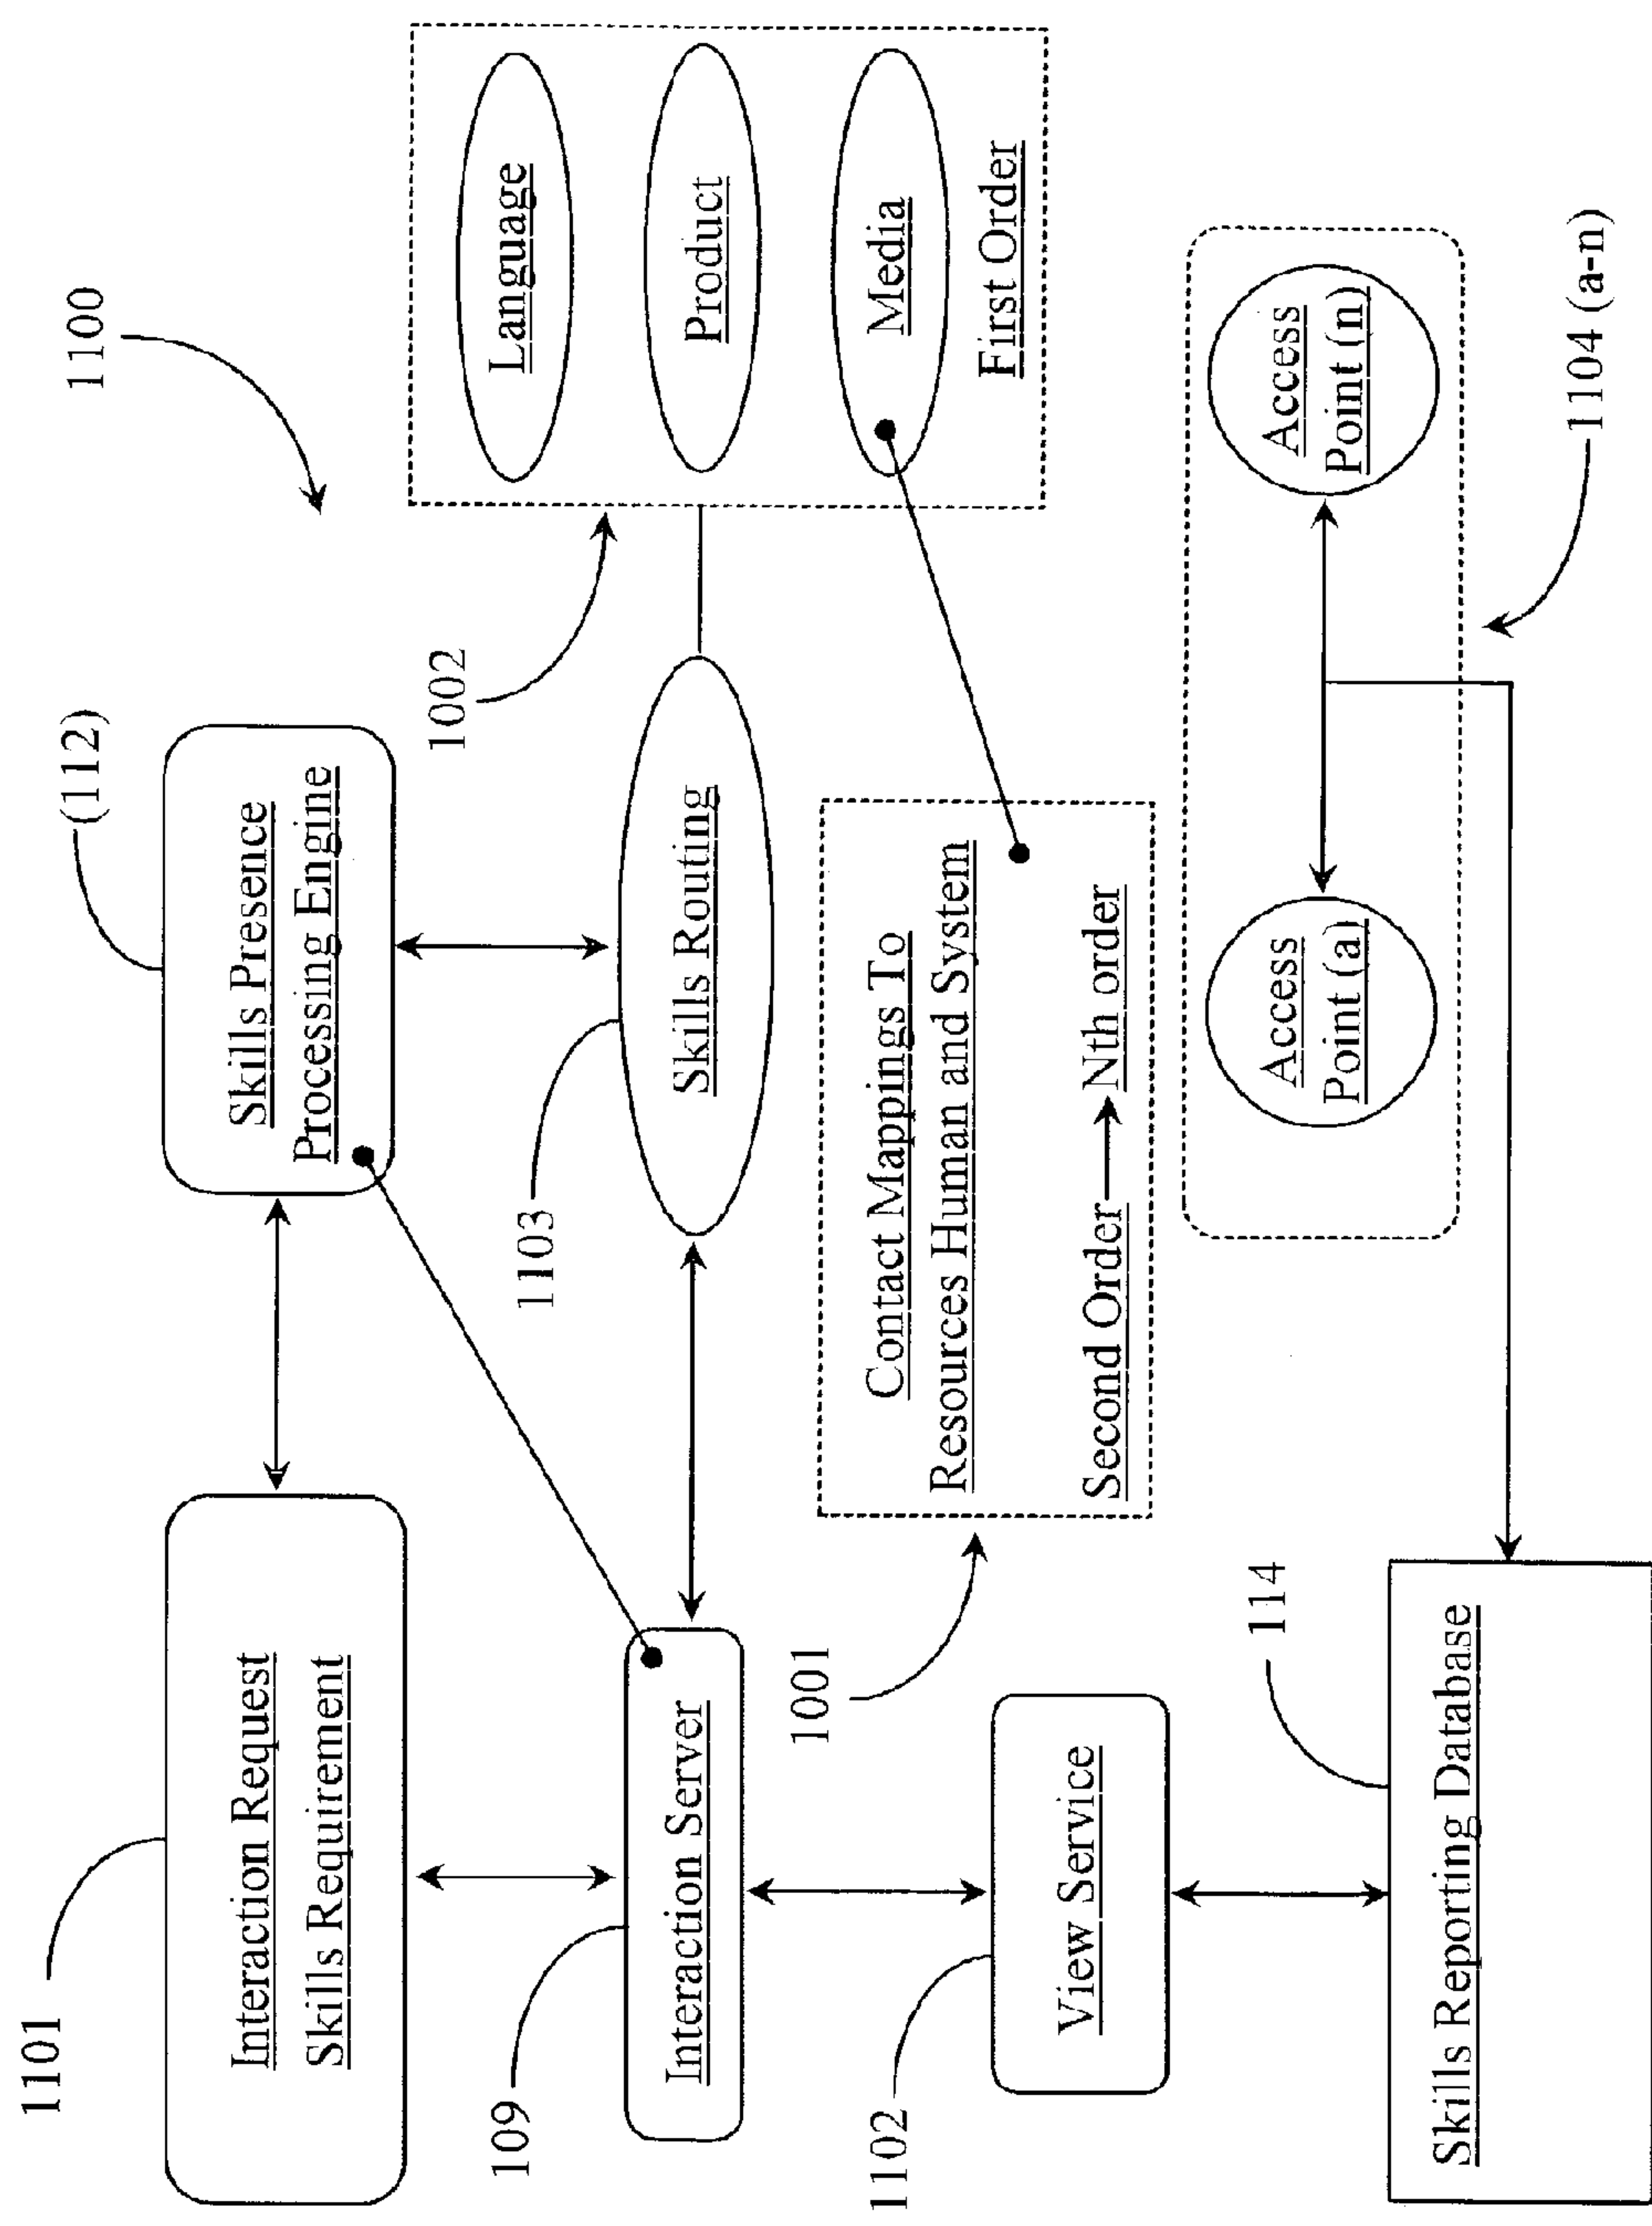 1101
Interaction Request
Skills Requirement
(112)
Skills Presence
Processing Engine
1100
109
Interaction Server
1103
Skills Routing
1002
Language
Product
Media
First Order
1001
Contact Mappings To
Resources Human and System
Second Order
Nth order
1102
View Service
114
Skills Reporting Database
Access
Point (a)
Access
Point (n)
1104 (a-n)